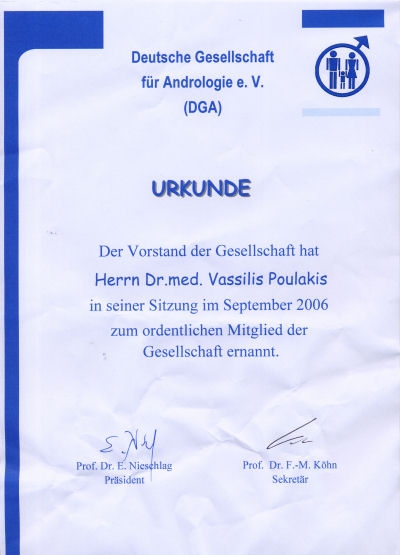 Deutsche Gesellschaft
für Andrologie e. V.
(DGA)
URKUNDE
Der Vorstand der Gesellschaft hat
Herrn Dr.med. Vassilis Poulakis
in seiner Sitzung im September 2006
zum ordentlichen Mitglied der
Gesellschaft ernannt.
Prof. Dr. E. Nieschlag
Präsident
Prof. Dr. F.-M. Köhn
Sekretär